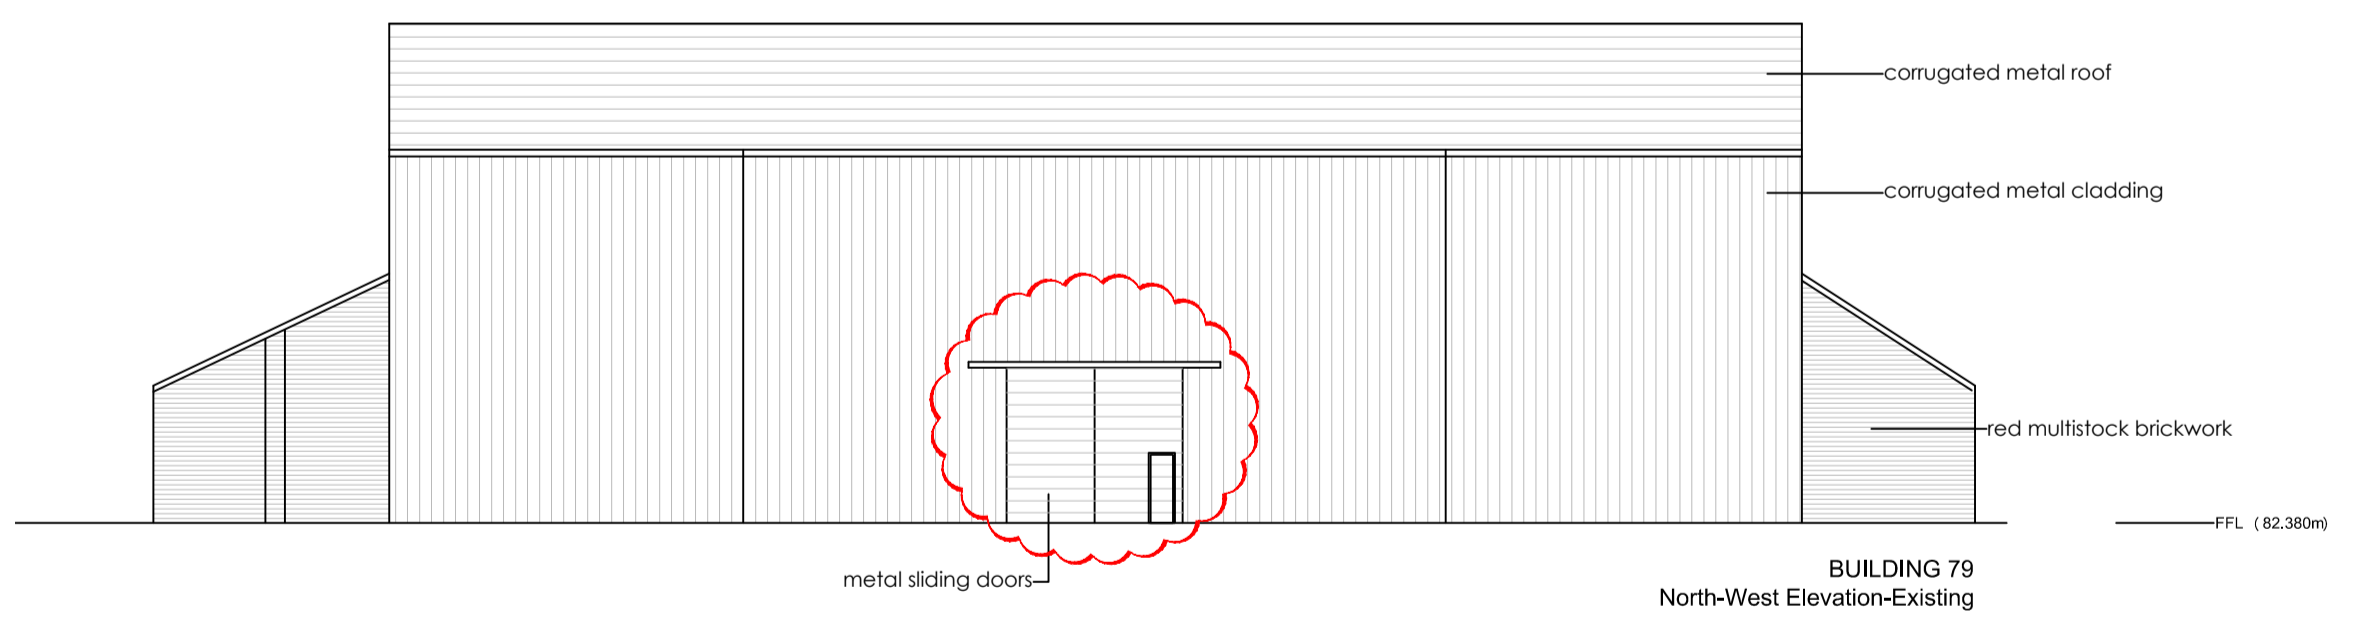 corrugated metal roof
corrugated metal cladding
red multistock brickwork
FFL ( 82.380m)
metal sliding doors
BUILDING 79
North-West Elevation-Existing